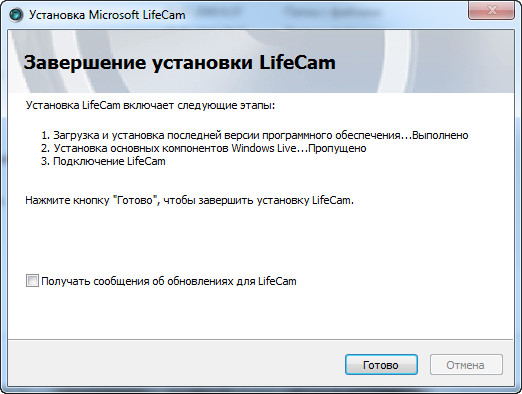 Установка Microsoft LifeCam
Завершение установки LifeCam
Установка LifeCam включает следующие этапы:
1. Загрузка и установка последней версии программного обеспечения...Выполнено
2. Установка основных компонентов Windows Live...Пропущено
3. Подключение LifeCam
Нажмите кнопку "Готово", чтобы завершить установку LifeCam.
Получать сообщения об обновлениях для LifeCam
Готово
Отмена